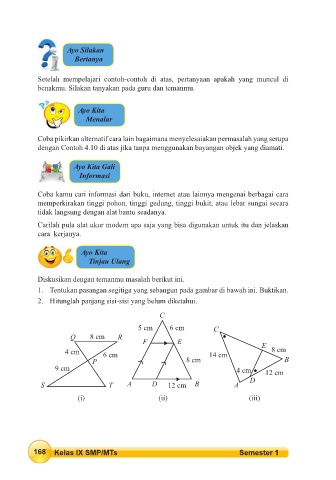 Ayo Silakan
Bertanya
Setelah mempelajari contoh-contoh di atas, pertanyaan apakah yang muncul di
benakmu. Silakan tanyakan pada guru dan temanmu.
Ayo Kita
Menalar
Coba pikirkan alternatif cara lain bagaimana menyelesaiakan permasalah yang serupa
dengan Contoh 4.10 di atas jika tanpa menggunakan bayangan objek yang diamati.
Ayo Kita Gali
Informasi
Coba kamu cari informasi dari buku, internet atau lainnya mengenai berbagai cara
memperkirakan tinggi pohon, tinggi gedung, tinggi bukit, atau lebar sungai secara
tidak langsung dengan alat bantu seadanya.
Carilah pula alat ukur modern apa saja yang bisa digunakan untuk itu dan jelaskan
cara kerjanya.
Ayo Kita
Tinjau Ulang
Diskusikan dengan temanmu masalah berikut ini.
1. Tentukan pasangan segitiga yang sebangun pada gambar di bawah ini. Buktikan.
2. Hitunglah panjang sisi-sisi yang belum diketahui.
Q 8 cm R
4 cm 6 cm
P
9 cm
S T
(i)
C
5 cm 6 cm
F E
8 cm
A D 12 cm B
(ii)
C
E
8 cm
14 cm B
4 cm 12 cm
D
A
(iii)
168 Kelas IX SMP/MTs Semester 1